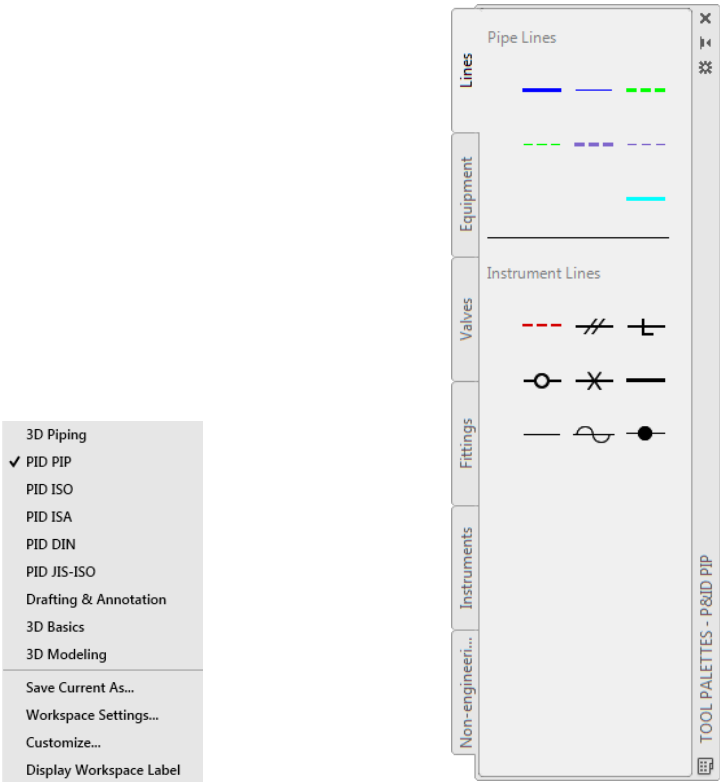 3D Piping
PID PIP
PID ISO
PID ISA
PID DIN
PID JIS-ISO
Drafting & Annotation
3D Basics
3D Modeling
Save Current As...
Workspace Settings...
Customize...
Display Workspace Label
Lines
Equipment
Valves
Fittings
Instruments
Non-engineeri...
Pipe Lines
Instrument Lines
TOOL PALETTES - P&ID PIP